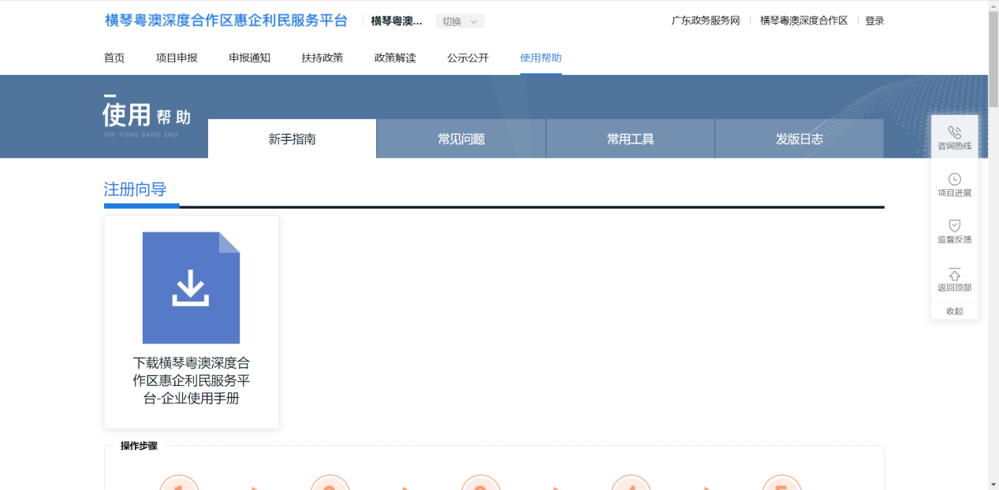 横琴粤澳深度合作区惠企利民服务平台
横琴粤澳...
切换
广东政务服务网
横琴粤澳深度合作区
登录
首页
项目申报
申报通知
扶持政策
政策解读
公示公开
使用帮助
使用 帮助
SHI YONG BANG ZHU
新手指南
常见问题
常用工具
发版日志
咨询热线
项目进展
监督反馈
返回顶部
收起
注册向导
下载横琴粤澳深度合
作区惠企利民服务平
台-企业使用手册
操作步骤
1
2
3
4
5